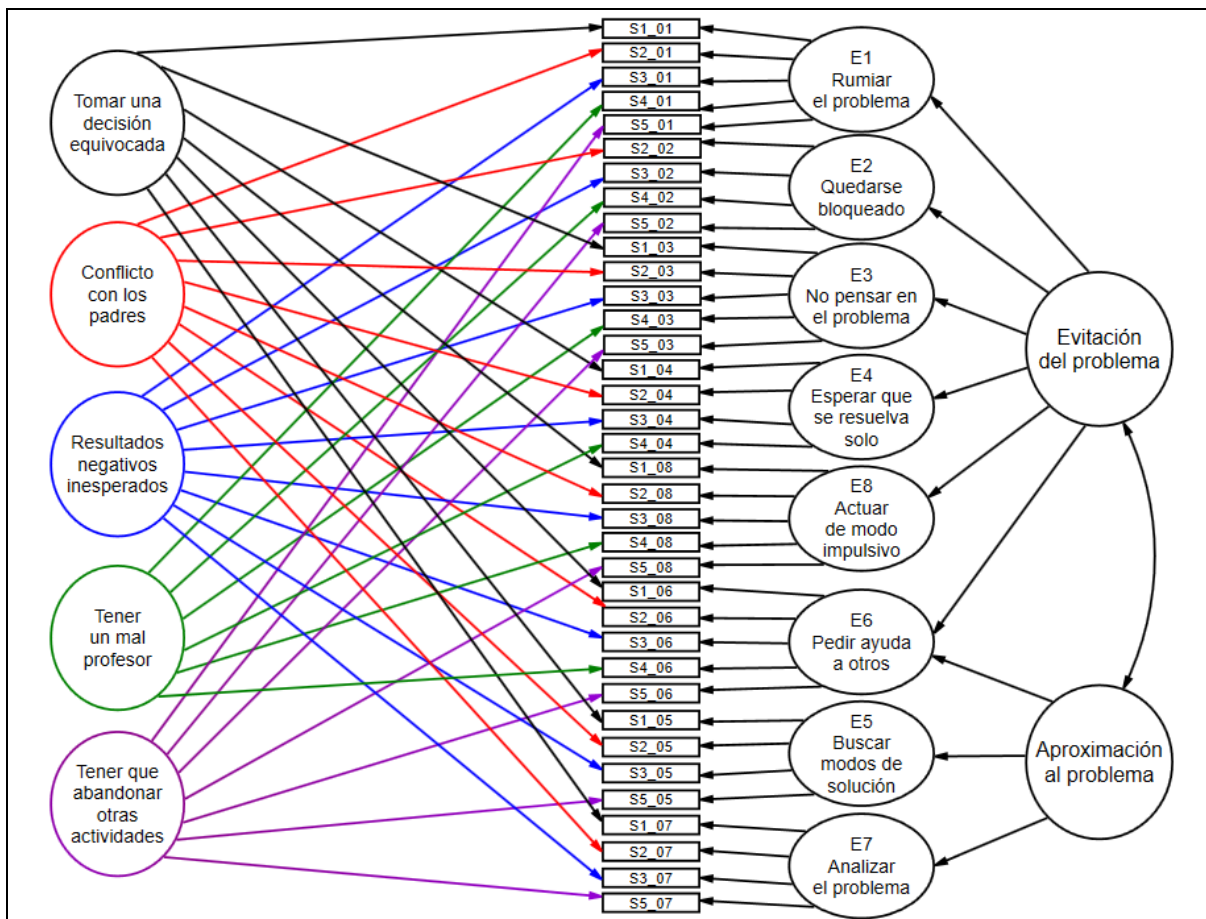 Tomar una
decisión
equivocada
Conflicto
con los
padres
Resultados
negativos
inesperados
Tener
un mal
profesor
Tener que
abandonar
otras
actividades
S1_01
S2_01
S3_01
S4_01
S5_01
S2_02
S3_02
S4_02
S5_02
S1_03
S2_03
S3_03
S4_03
S5_03
S1_04
S2_04
S3_04
S4_04
S1_08
S2_08
S3_08
S4_08
S5_08
S1_06
S2_06
S3_06
S4_06
S5_06
S1_05
S2_05
S3_05
S5_05
S1_07
S2_07
S3_07
S5_07
E1
Rumiar
el problema
E2
Quedarse
bloqueado
E3
No pensar en
el problema
E4
Esperar que
se resuelva
solo
E8
Actuar
de modo
impulsivo
E6
Pedir ayuda
a otros
E5
Buscar
modos de
solución
E7
Analizar
el problema
Evitación
del problema
Aproximación
al problema